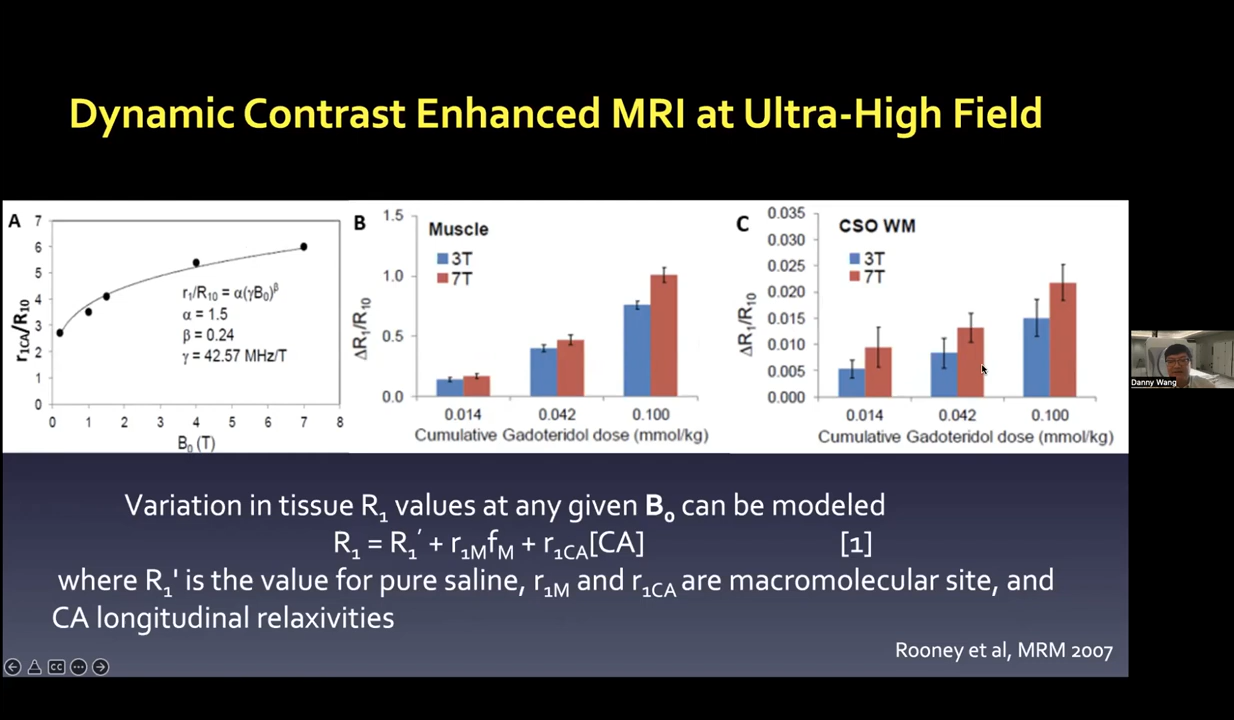 Dynamic Contrast Enhanced MRI at Ultra-High Field
A
7
6
5
4
3
2
1
0
r1CA/R10
r₁/R₁₀ = α(γB₀)^β
α = 1.5
β = 0.24
γ = 42.57 MHz/T
0 1 2 3 4 5 6 7 8
B₀ (T)
B
1.5
1.0
0.5
0.0
ΔR₁/R₁₀
Muscle
3T
7T
0.014 0.042 0.100
Cumulative Gadoteridol dose (mmol/kg)
C
0.035
0.030
0.025
0.020
0.015
0.010
0.005
0.000
ΔR₁/R₁₀
CSO WM
3T
7T
0.014 0.042 0.100
Cumulative Gadoteridol dose (mmol/kg)
Danny Wang
Variation in tissue R₁ values at any given B₀ can be modeled
R₁ = R₁′ + r1MfM + r1CA[CA] [1]
where R₁' is the value for pure saline, r1M and r1CA are macromolecular site, and
CA longitudinal relaxivities
Rooney et al, MRM 2007
CC